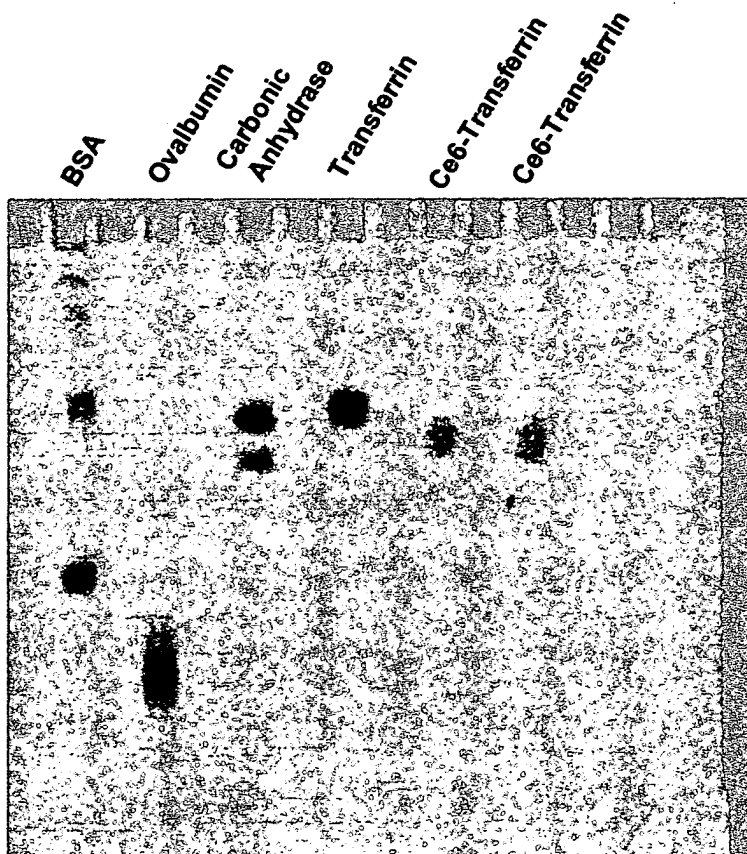 BSA
Ovalbumin
Carbonic
Anhydrase
Transferrin
Ce6-Transferrin
Ce6-Transferrin